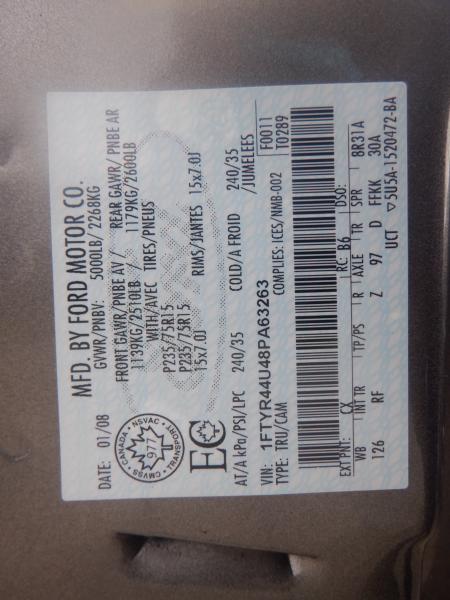 MFD. BY FORD MOTOR CO.
DATE: 01/08 GVWR/PNBV: 5000LB/ 2268KG
FRONT GAWR/PNBE AV/ REAR GAWR/ PNBE AR
1139KG/2510LB 1179KG/2600LB
WITH/AVEC TIRES/PNEUS
P235/75R15
P235/75R15 RIMS/JANTES 15x7.0J
15x7.0J
CANADA · NSVAC · TRANSPORT · CMVSS
977
EC
AT/A kPa/PSI/LPC 240/35 COLD/A FROID 240/35
/JUMELEES
VIN: 1FTYR44U48PA63263 F0011
TYPE: TRU/CAM COMPLIES: ICES/NMB-002 10289
EXT PNT: CX RC: B6 DSO:
WB INT TR TP/PS R AXLE TR SPR 8R31A
126 RF Z 97 D FFKK 30A
UCT ▽5U5A-1520472-BA